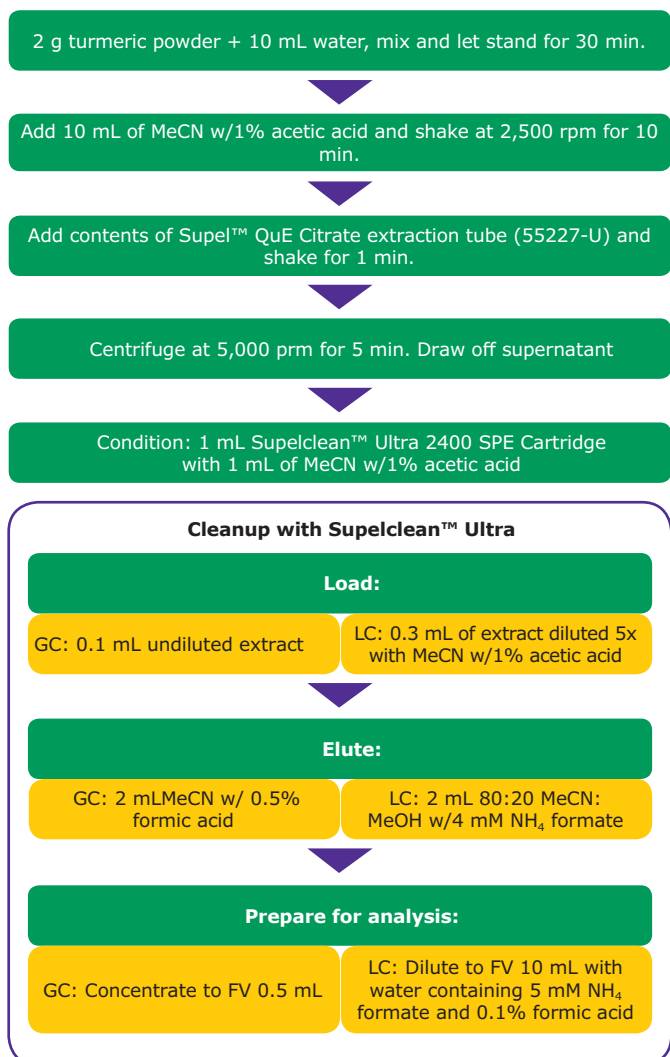 2 g turmeric powder + 10 mL water, mix and let stand for 30 min.
Add 10 mL of MeCN w/1% acetic acid and shake at 2,500 rpm for 10
min.
Add contents of Supel™ QuE Citrate extraction tube (55227-U) and
shake for 1 min.
Centrifuge at 5,000 prm for 5 min. Draw off supernatant
Condition: 1 mL Supelclean™ Ultra 2400 SPE Cartridge
with 1 mL of MeCN w/1% acetic acid
Cleanup with Supelclean™ Ultra
Load:
GC: 0.1 mL undiluted extract
LC: 0.3 mL of extract diluted 5x
with MeCN w/1% acetic acid
Elute:
GC: 2 mLMeCN w/ 0.5%
formic acid
LC: 2 mL 80:20 MeCN:
MeOH w/4 mM NH₄ formate
Prepare for analysis:
GC: Concentrate to FV 0.5 mL
LC: Dilute to FV 10 mL with
water containing 5 mM NH₄
formate and 0.1% formic acid